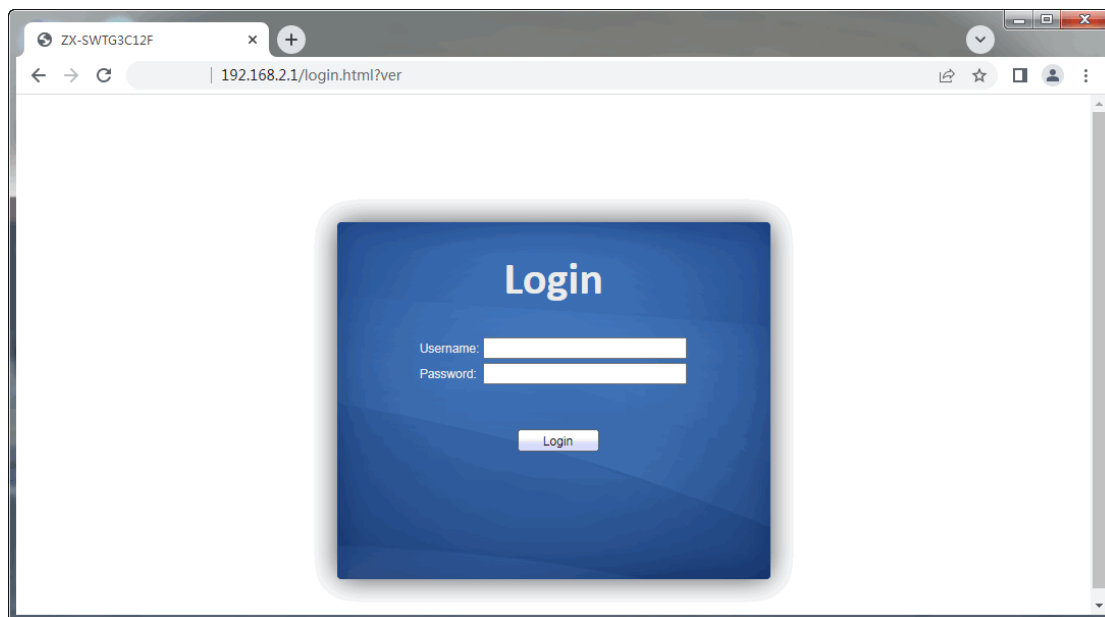 ZX-SWTG3C12F
192.168.2.1/login.html?ver
Login
Username:
Password:
Login